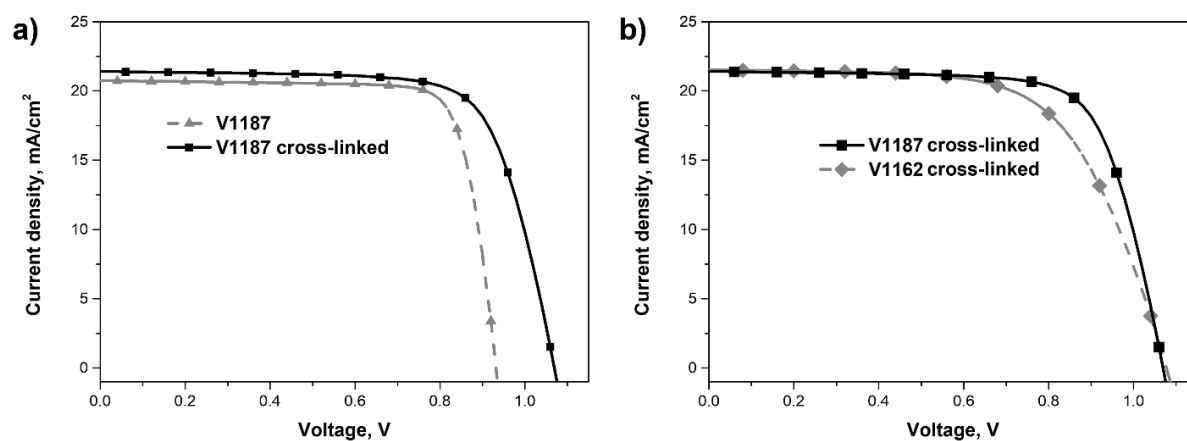 a)
25
20
15
10
5
0
Current density, mA/cm²
V1187
V1187 cross-linked
0.0 0.2 0.4 0.6 0.8 1.0
Voltage, V
b)
25
20
15
10
5
0
Current density, mA/cm²
V1187 cross-linked
V1162 cross-linked
0.0 0.2 0.4 0.6 0.8 1.0
Voltage, V